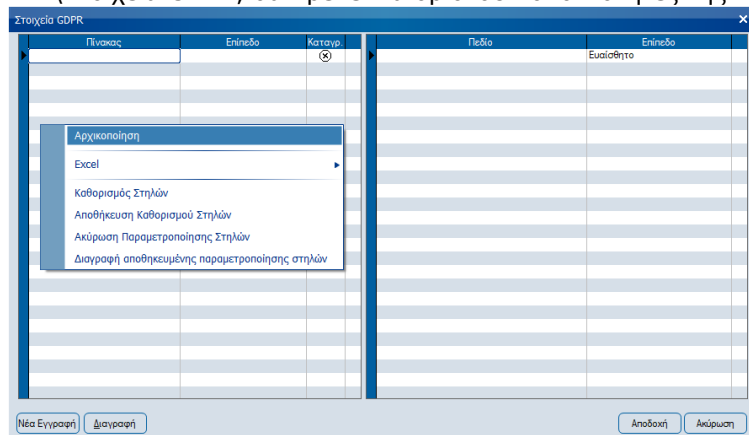 Στοιχεία GDPR
Πίνακας Επίπεδο Καταγρ. Πεδίο Επίπεδο
Ευαίσθητο
Αρχικοποίηση
Excel
Καθορισμός Στηλών
Αποθήκευση Καθορισμού Στηλών
Ακύρωση Παραμετροποίησης Στηλών
Διαγραφή αποθηκευμένης παραμετροποίησης στηλών
Νέα Εγγραφή Διαγραφή Αποδοχή Ακύρωση